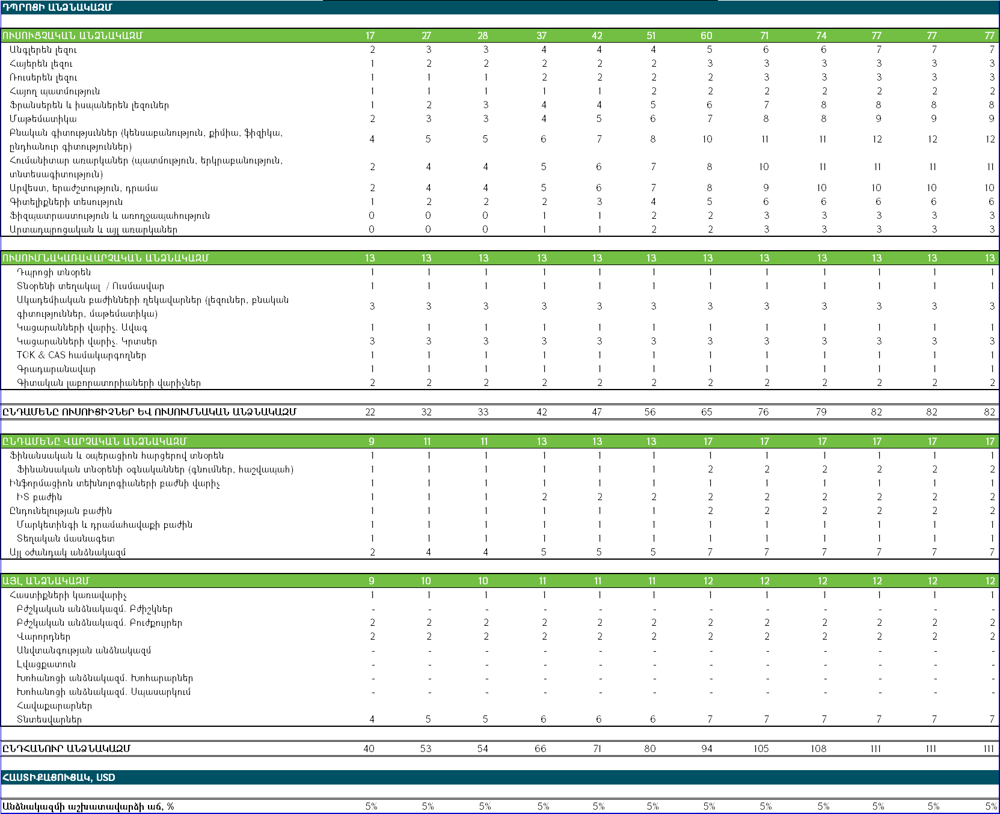 ԴՊՐՈՑԻ ԱՆՁՆԱԿԱԶՄ
ՈՒՍՈՒՑՉԱԿԱՆ ԱՆՁՆԱԿԱԶՄ 17 27 28 37 42 51 60 71 74 77 77 77
Անգլերեն լեզու 2 3 3 4 4 4 5 6 6 7 7 7
Հայերեն լեզու 1 2 2 2 2 2 3 3 3 3 3 3
Ռուսերեն լեզու 1 1 1 2 2 2 2 3 3 3 3 3
Հայող պատմություն 1 1 1 1 1 2 2 2 2 2 2 2
Ֆրանսերեն և իսպաներեն լեզուներ 1 2 3 4 4 5 6 7 8 8 8 8
Մաթեմատիկա 2 3 3 4 5 6 7 8 8 9 9 9
Բնական գիտություններ (կենսաբանություն, քիմիա, ֆիզիկա,
ընդհանուր գիտություններ) 4 5 5 6 7 8 10 11 11 12 12 12
Հումանիտար առարկաներ (պատմություն, երկրաբանություն,
տնտեսագիտություն) 2 4 4 5 6 7 8 10 11 11 11 11
Արվեստ, երաժշտություն, դրամա 2 4 4 5 6 7 8 9 10 10 10 10
Գիտելիքների տեսություն 1 2 2 2 3 4 5 6 6 6 6 6
Ֆիզպատրաստություն և առողջապահություն 0 0 0 1 1 2 2 3 3 3 3 3
Արտադպրոցական և այլ առարկաներ 0 0 0 1 1 2 2 3 3 3 3 3
ՈՒՍՈՒՄՆԱԿԱՌԱՎԱՐՉԱԿԱՆ ԱՆՁՆԱԿԱԶՄ 13 13 13 13 13 13 13 13 13 13 13 13
Դպրոցի տնօրեն 1 1 1 1 1 1 1 1 1 1 1 1
Տնօրենի տեղակալ / Ուսմասվար 1 1 1 1 1 1 1 1 1 1 1 1
Ակադեմիական բաժինների ղեկավարներ (լեզուներ, բնական
գիտություններ, մաթեմատիկա) 3 3 3 3 3 3 3 3 3 3 3 3
Կացարանների վարիչ. Ավագ 1 1 1 1 1 1 1 1 1 1 1 1
Կացարանների վարիչ. Կրտսեր 3 3 3 3 3 3 3 3 3 3 3 3
TOK & CAS համակարգողներ 1 1 1 1 1 1 1 1 1 1 1 1
Գրադարանավար 1 1 1 1 1 1 1 1 1 1 1 1
Գիտական լաբորատորիաների վարիչներ 2 2 2 2 2 2 2 2 2 2 2 2
ԸՆԴԱՄԵՆԸ ՈՒՍՈՒՑԻՉՆԵՐ ԵՎ ՈՒՍՈՒՄՆԱԿԱՆ ԱՆՁՆԱԿԱԶՄ 22 32 33 42 47 56 65 76 79 82 82 82
ԸՆԴԱՄԵՆԸ ՎԱՐՉԱԿԱՆ ԱՆՁՆԱԿԱԶՄ 9 11 11 13 13 13 17 17 17 17 17 17
Ֆինանսական և օպերացիոն հարցերով տնօրեն 1 1 1 1 1 1 1 1 1 1 1 1
Ֆինանսական տնօրենի օգնականներ (գնումներ, հաշվապահ) 1 1 1 1 1 1 2 2 2 2 2 2
Ինֆորմացիոն տեխնոլոգիաների բաժնի վարիչ 1 1 1 1 1 1 1 1 1 1 1 1
ԻՏ բաժին 1 1 1 2 2 2 2 2 2 2 2 2
Ընդունելության բաժին 1 1 1 1 1 1 2 2 2 2 2 2
Մարկետինգի և դրամահավաքի բաժին 1 1 1 1 1 1 1 1 1 1 1 1
Տեղական մասնագետ 1 1 1 1 1 1 1 1 1 1 1 1
Այլ օժանդակ անձնակազմ 2 4 4 5 5 5 7 7 7 7 7 7
ԱՅԼ ԱՆՁՆԱԿԱԶՄ 9 10 10 11 11 11 12 12 12 12 12 12
Հաստիքների կառավարիչ 1 1 1 1 1 1 1 1 1 1 1 1
Բժշկական անձնակազմ. Բժիշկներ - - - - - - - - - - - -
Բժշկական անձնակազմ. Բուժքույրեր 2 2 2 2 2 2 2 2 2 2 2 2
Վարորդներ 2 2 2 2 2 2 2 2 2 2 2 2
Անվտանգության անձնակազմ - - - - - - - - - - - -
Լվացքատուն - - - - - - - - - - - -
Խոհանոցի անձնակազմ. Խոհարարներ - - - - - - - - - - - -
Խոհանոցի անձնակազմ. Սպասարկում - - - - - - - - - - - -
Հավաքարարներ
Տնտեսվարներ 4 5 5 6 6 6 7 7 7 7 7 7
ԸՆԴՀԱՆՈՒՐ ԱՆՁՆԱԿԱԶՄ 40 53 54 66 71 80 94 105 108 111 111 111
ՀԱՍՏԻՔԱՑՈՒՑԱԿ, USD
Անձնակազմի աշխատավարձի աճ, % 5% 5% 5% 5% 5% 5% 5% 5% 5% 5% 5% 5%